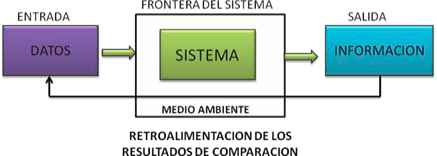 ENTRADA
FRONTERA DEL SISTEMA
SALIDA
DATOS
SISTEMA
INFORMACION
MEDIO AMBIENTE
RETROALIMENTACION DE LOS
RESULTADOS DE COMPARACION